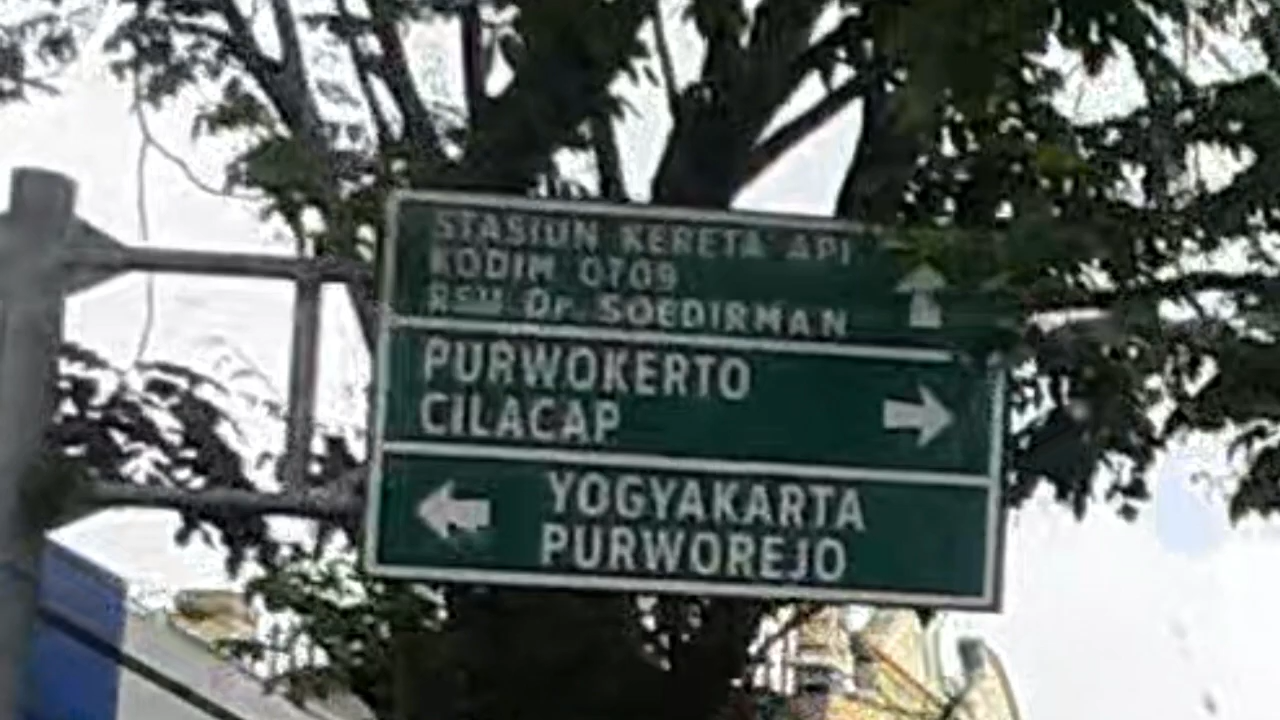 STASIUN KERETA API
KODIM 0709
RSU Dr. SOEDIRMAN
PURWOKERTO
CILACAP
YOGYAKARTA
PURWOREJO